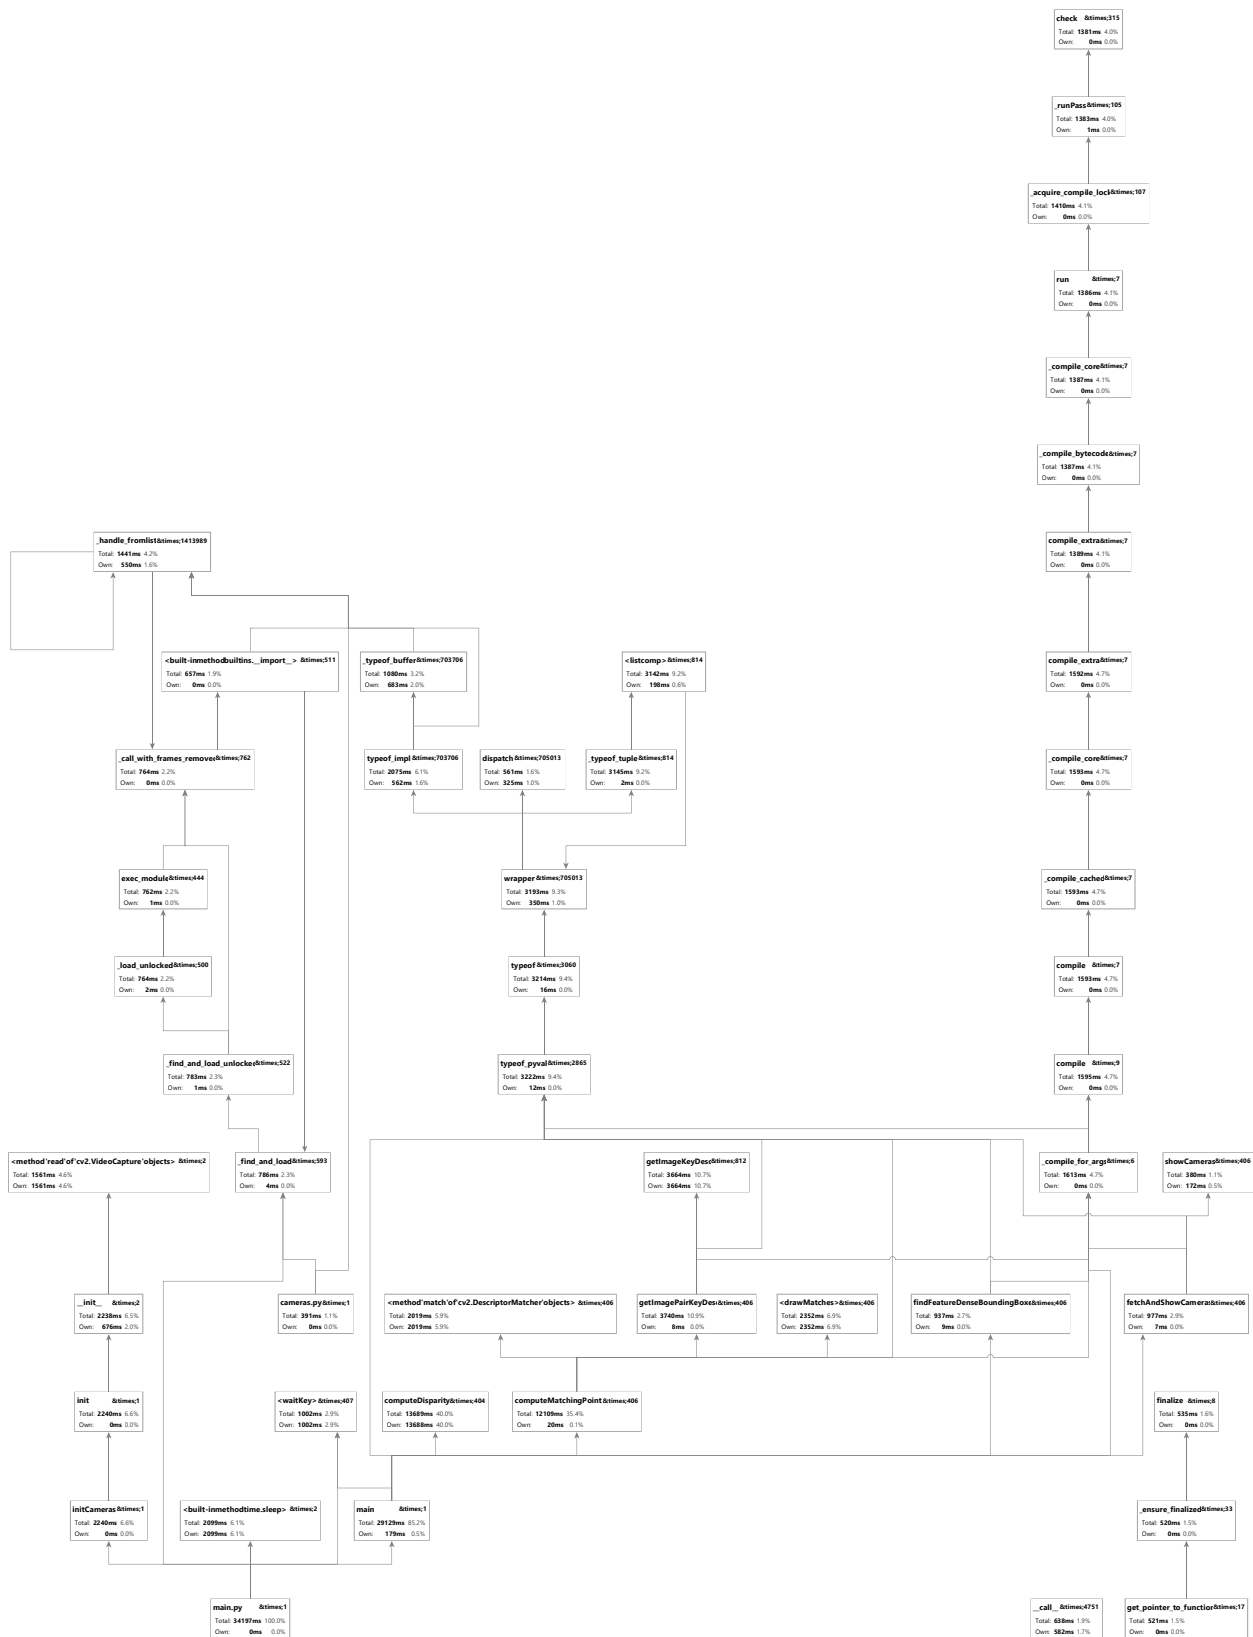 check &times;315
Total: 1381ms 4.0%
Own: 0ms 0.0%
_runPass&times;105
Total: 1383ms 4.0%
Own: 1ms 0.0%
_acquire_compile_lock&times;107
Total: 1410ms 4.1%
Own: 0ms 0.0%
run &times;7
Total: 1386ms 4.1%
Own: 0ms 0.0%
_compile_core&times;7
Total: 1387ms 4.1%
Own: 0ms 0.0%
_compile_bytecode&times;7
Total: 1387ms 4.1%
Own: 0ms 0.0%
_handle_fromlist&times;1413989
Total: 1441ms 4.2%
Own: 550ms 1.6%
compile_extra&times;7
Total: 1389ms 4.1%
Own: 0ms 0.0%
<built-inmethodbuiltins.__import__> &times;511
Total: 657ms 1.9%
Own: 0ms 0.0%
_typeof_buffer&times;703706
Total: 1080ms 3.2%
Own: 683ms 2.0%
<listcomp>&times;814
Total: 3142ms 9.2%
Own: 198ms 0.6%
compile_extra&times;7
Total: 1592ms 4.7%
Own: 0ms 0.0%
_call_with_frames_remove&times;762
Total: 764ms 2.2%
Own: 0ms 0.0%
typeof_impl&times;703706
Total: 2075ms 6.1%
Own: 562ms 1.6%
dispatch &times;705013
Total: 561ms 1.6%
Own: 325ms 1.0%
_typeof_tuple&times;814
Total: 3145ms 9.2%
Own: 2ms 0.0%
_compile_core&times;7
Total: 1593ms 4.7%
Own: 0ms 0.0%
exec_module&times;444
Total: 762ms 2.2%
Own: 1ms 0.0%
wrapper &times;705013
Total: 3193ms 9.3%
Own: 350ms 1.0%
_compile_cached&times;7
Total: 1593ms 4.7%
Own: 0ms 0.0%
_load_unlocked&times;500
Total: 764ms 2.2%
Own: 2ms 0.0%
typeof &times;3060
Total: 3214ms 9.4%
Own: 16ms 0.0%
compile &times;7
Total: 1593ms 4.7%
Own: 0ms 0.0%
_find_and_load_unlocked&times;522
Total: 783ms 2.3%
Own: 1ms 0.0%
typeof_pyval&times;2865
Total: 3222ms 9.4%
Own: 12ms 0.0%
compile &times;9
Total: 1595ms 4.7%
Own: 0ms 0.0%
<method'read'of'cv2.VideoCapture'objects> &times;2
Total: 1561ms 4.6%
Own: 1561ms 4.6%
_find_and_load&times;593
Total: 786ms 2.3%
Own: 4ms 0.0%
getImageKeyDesc&times;812
Total: 3664ms 10.7%
Own: 3664ms 10.7%
_compile_for_args&times;6
Total: 1613ms 4.7%
Own: 0ms 0.0%
showCameras&times;406
Total: 380ms 1.1%
Own: 172ms 0.5%
__init__ &times;2
Total: 2238ms 6.5%
Own: 676ms 2.0%
cameras.py&times;1
Total: 391ms 1.1%
Own: 0ms 0.0%
<method'match'of'cv2.DescriptorMatcher'objects> &times;406
Total: 2019ms 5.9%
Own: 2019ms 5.9%
getImagePairKeyDes&times;406
Total: 3740ms 10.9%
Own: 8ms 0.0%
<drawMatches>&times;406
Total: 2352ms 6.9%
Own: 2352ms 6.9%
findFeatureDenseBoundingBoxe&times;406
Total: 937ms 2.7%
Own: 9ms 0.0%
fetchAndShowCameras&times;406
Total: 977ms 2.9%
Own: 7ms 0.0%
init &times;1
Total: 2240ms 6.6%
Own: 0ms 0.0%
<waitKey>&times;407
Total: 1002ms 2.9%
Own: 1002ms 2.9%
computeDisparity&times;404
Total: 13689ms 40.0%
Own: 13688ms 40.0%
computeMatchingPoint&times;406
Total: 12109ms 35.4%
Own: 20ms 0.1%
finalize &times;8
Total: 535ms 1.6%
Own: 0ms 0.0%
initCameras&times;1
Total: 2240ms 6.6%
Own: 0ms 0.0%
<built-inmethodtime.sleep> &times;2
Total: 2099ms 6.1%
Own: 2099ms 6.1%
main &times;1
Total: 29129ms 85.2%
Own: 179ms 0.5%
_ensure_finalized&times;33
Total: 520ms 1.5%
Own: 0ms 0.0%
main.py &times;1
Total: 34197ms 100.0%
Own: 0ms 0.0%
__call__&times;4751
Total: 638ms 1.9%
Own: 582ms 1.7%
get_pointer_to_function&times;17
Total: 521ms 1.5%
Own: 0ms 0.0%